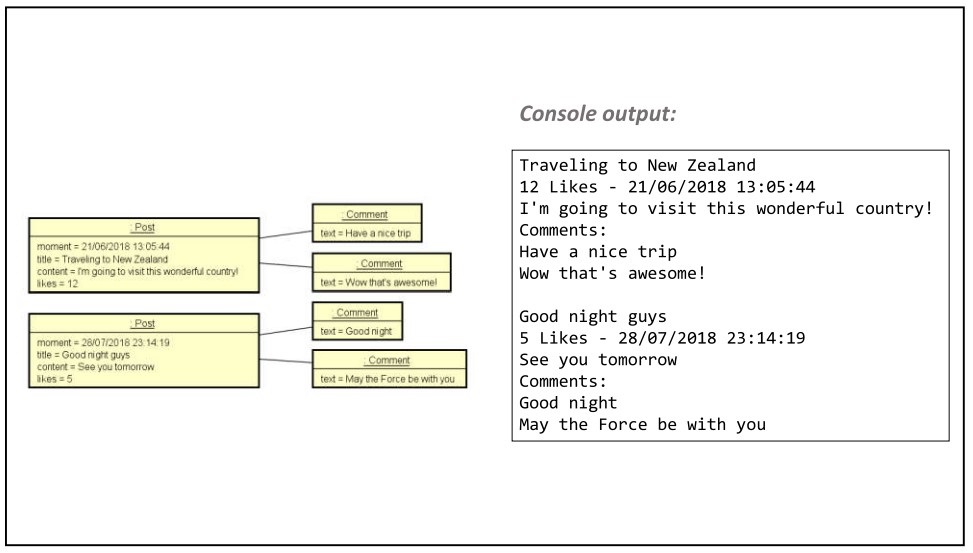 Console output:
: Post
moment = 21/06/2018 13:05:44
title = Traveling to New Zealand
content = I'm going to visit this wonderful country!
likes = 12
: Comment
text = Have a nice trip
: Comment
text = Wow that's awesome!
: Post
moment = 28/07/2018 23:14:19
title = Good night guys
content = See you tomorrow
likes = 5
: Comment
text = Good night
: Comment
text = May the Force be with you
Traveling to New Zealand
12 Likes - 21/06/2018 13:05:44
I'm going to visit this wonderful country!
Comments:
Have a nice trip
Wow that's awesome!
Good night guys
5 Likes - 28/07/2018 23:14:19
See you tomorrow
Comments:
Good night
May the Force be with you